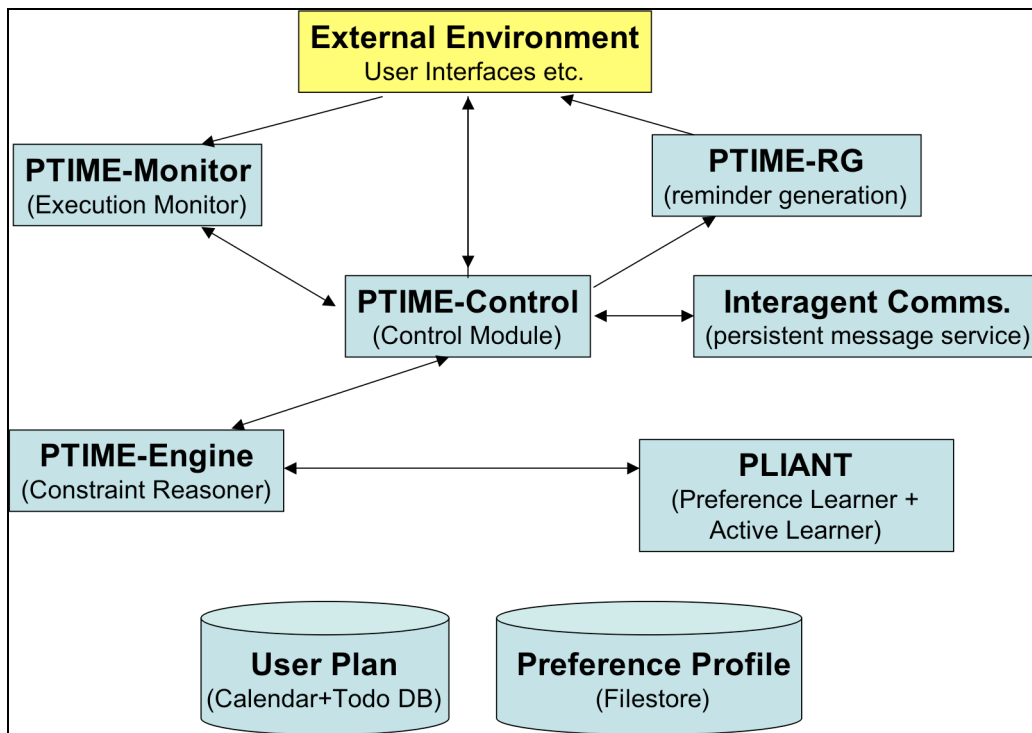 External Environment
User Interfaces etc.
PTIME-Monitor
(Execution Monitor)
PTIME-RG
(reminder generation)
PTIME-Control
(Control Module)
Interagent Comms.
(persistent message service)
PTIME-Engine
(Constraint Reasoner)
PLIANT
(Preference Learner +
Active Learner)
User Plan
(Calendar+Todo DB)
Preference Profile
(Filestore)